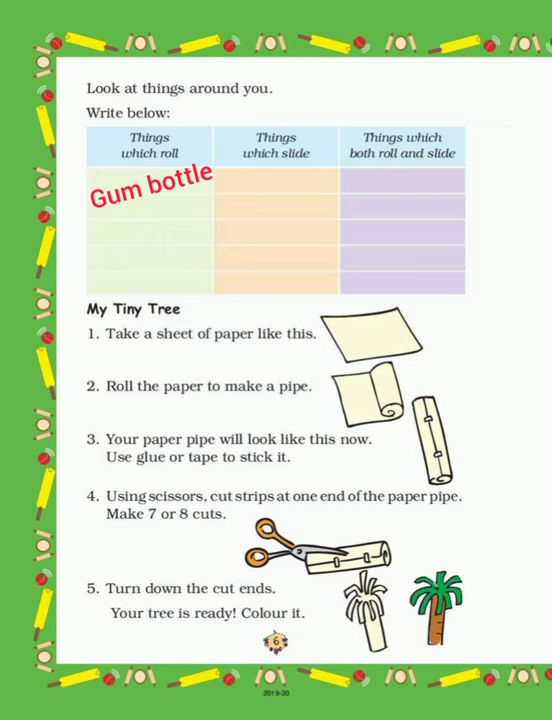 Look at things around you.
Write below:
Things which roll
Things which slide
Things which both roll and slide
Gum bottle
My Tiny Tree
1. Take a sheet of paper like this.
2. Roll the paper to make a pipe.
3. Your paper pipe will look like this now.
Use glue or tape to stick it.
4. Using scissors, cut strips at one end of the paper pipe.
Make 7 or 8 cuts.
5. Turn down the cut ends.
Your tree is ready! Colour it.
6
2019-20